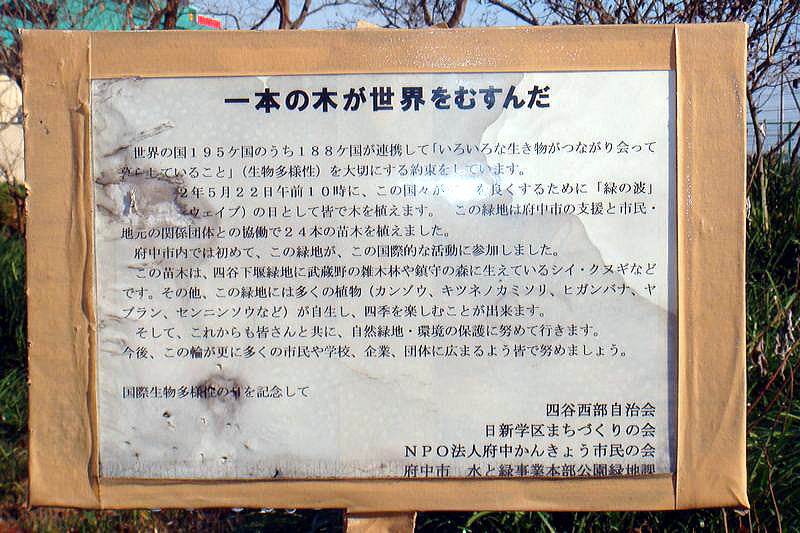 一本の木が世界をむすんだ
世界の国195ケ国のうち188ケ国が連携して「いろいろな生き物がつながり会って
暮らしていること」（生物多様性）を大切にする約束をしています。
2年5月22日午前10時に、この国々が を良くするために「緑の波」
ウェイブ）の日として皆で木を植えます。 この緑地は府中市の支援と市民・
地元の関係団体との協働で24本の苗木を植えました。
府中市内では初めて、この緑地が、この国際的な活動に参加しました。
この苗木は、四谷下堰緑地に武蔵野の雑木林や鎮守の森に生えているシイ・クヌギなど
です。その他、この緑地には多くの植物（カンゾウ、キツネノカミソリ、ヒガンバナ、ヤ
ブラン、センニンソウなど）が自生し、四季を楽しむことが出来ます。
そして、これからも皆さんと共に、自然緑地・環境の保護に努めて行きます。
今後、この輪が更に多くの市民や学校、企業、団体に広まるよう皆で努めましょう。
国際生物多様性の日を記念して
四谷西部自治会
日新学区まちづくりの会
NPO法人府中かんきょう市民の会
府中市 水と緑事業本部公園緑地課